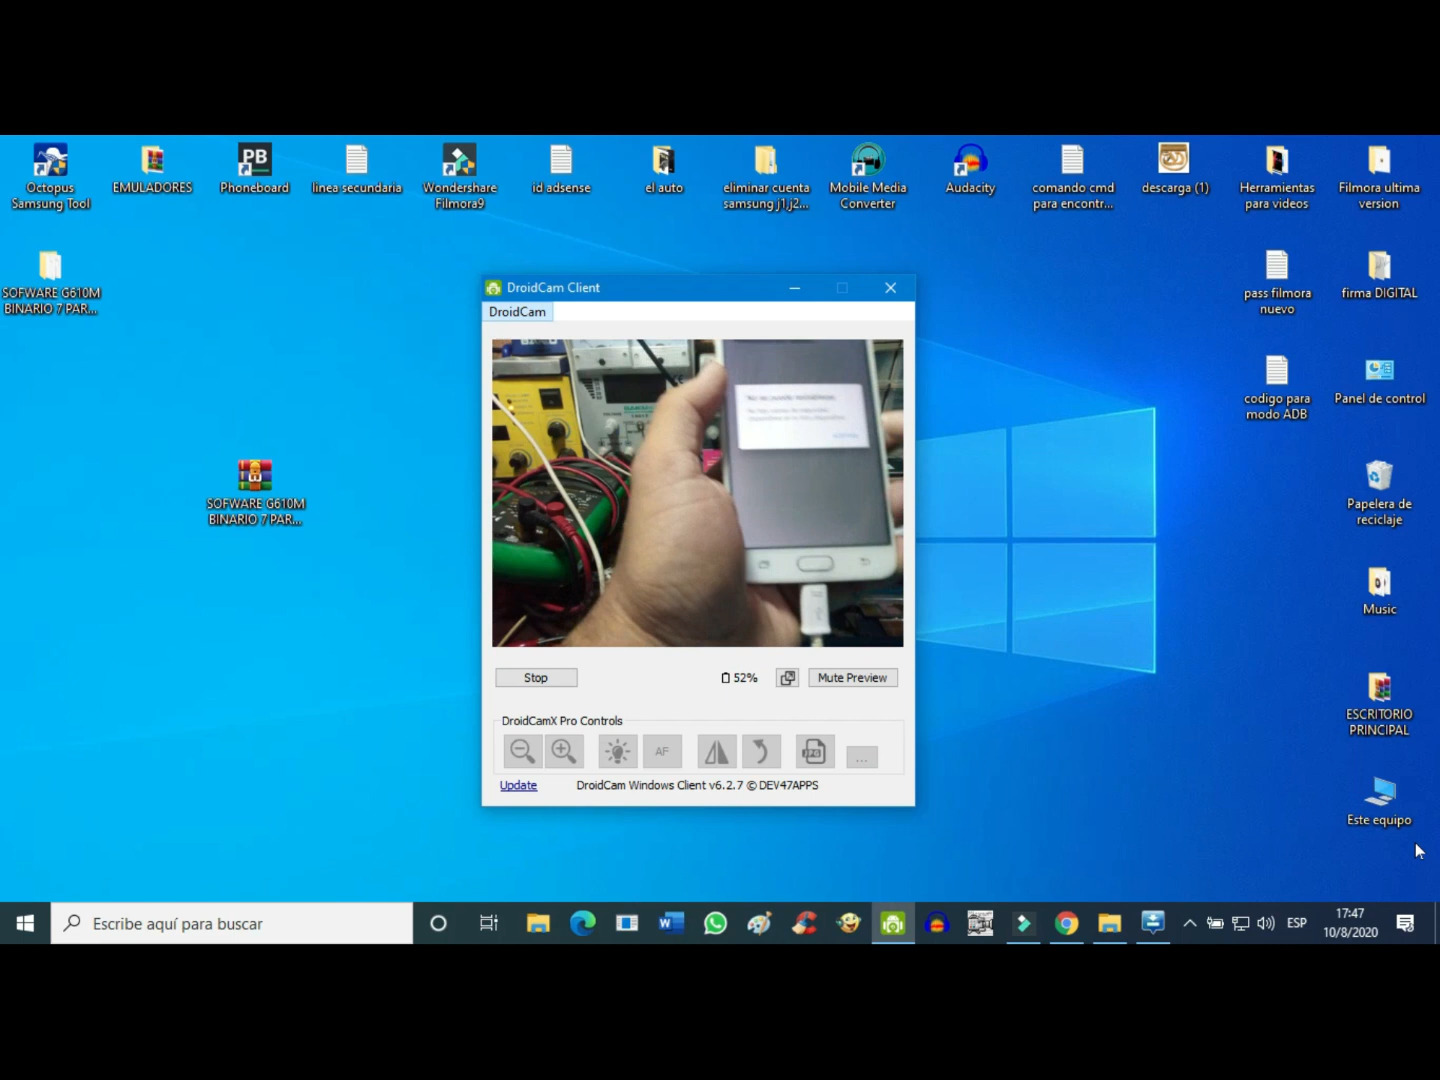 Octopus
Samsung Tool
EMULADORES
PB
Phoneboard
linea secundaria
Wondershare
Filmora9
id adsense
el auto
eliminar cuenta
samsung j1,j2...
Mobile Media
Converter
Audacity
comando cmd
para encontr...
descarga (1)
Herramientas
para videos
Filmora ultima
version
SOFWARE G610M
BINARIO 7 PAR...
pass filmora
nuevo
firma DIGITAL
codigo para
modo ADB
Panel de control
SOFWARE G610M
BINARIO 7 PAR...
Papelera de
reciclaje
Music
ESCRITORIO
PRINCIPAL
Este equipo
DroidCam Client
DroidCam
Stop
52%
Mute Preview
DroidCamX Pro Controls
AF
JPG
...
Update
DroidCam Windows Client v6.2.7 © DEV47APPS
Escribe aquí para buscar
ESP
17:47
10/8/2020